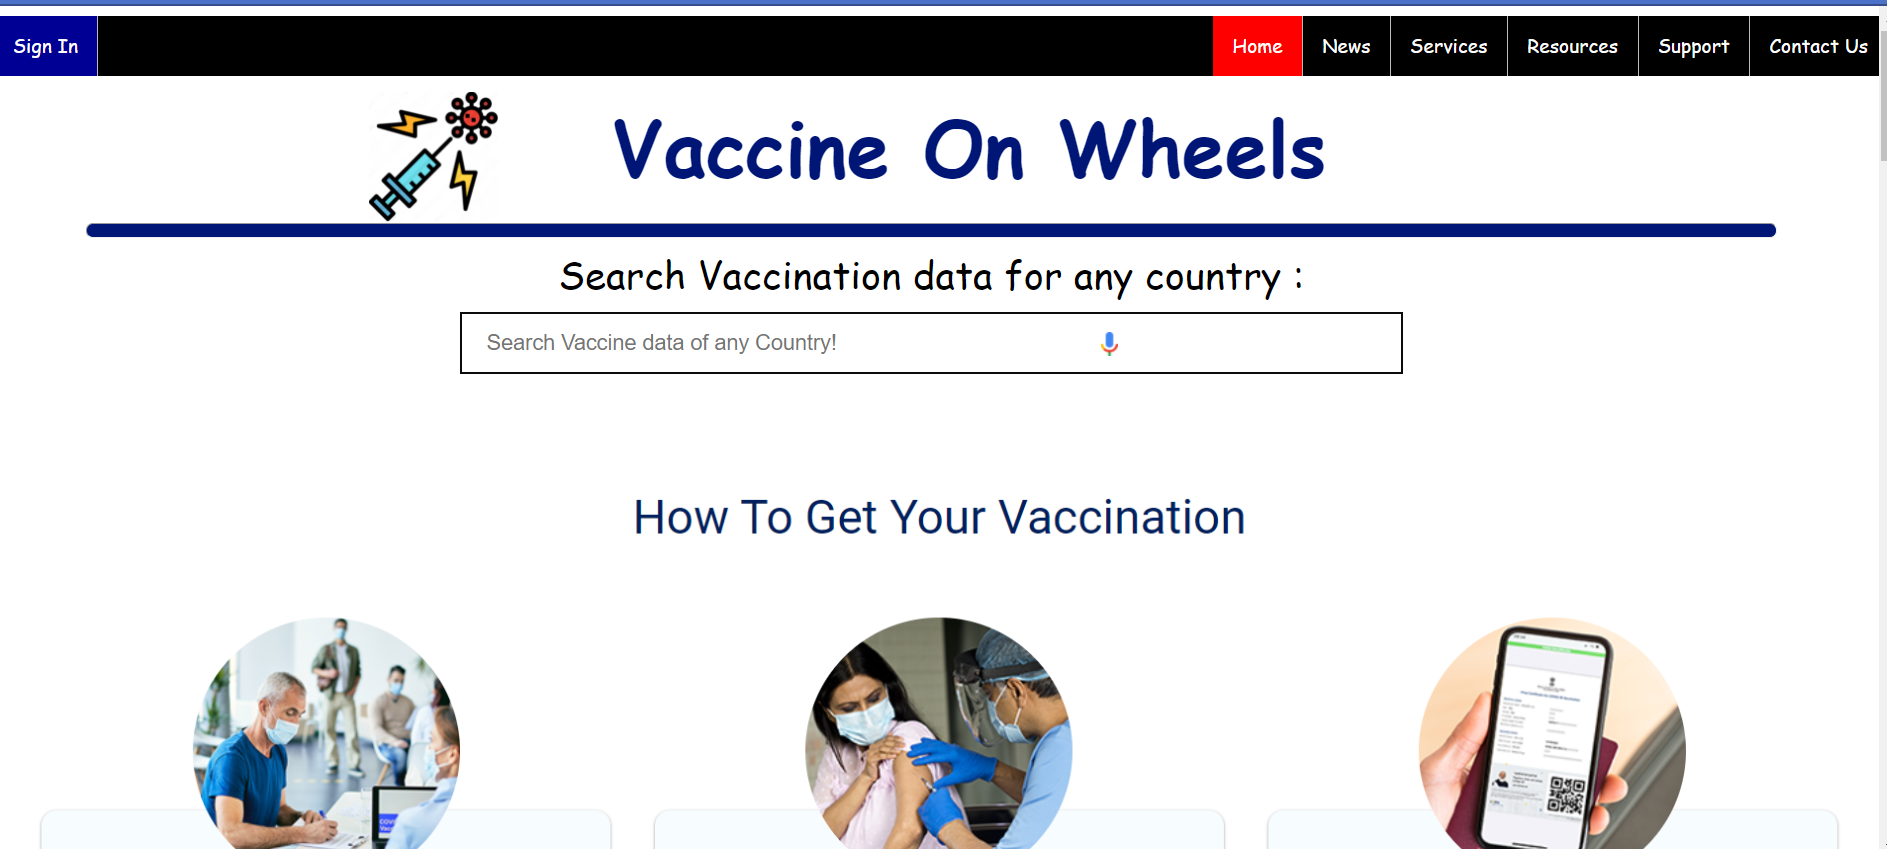 Sign In Home News Services Resources Support Contact Us
Vaccine On Wheels
Search Vaccination data for any country :
Search Vaccine data of any Country!
How To Get Your Vaccination